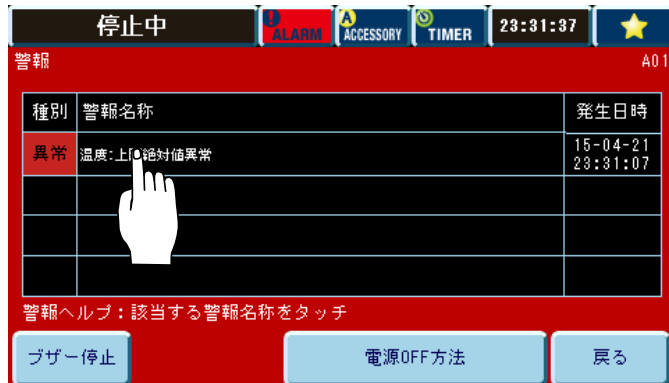 停止中 ALARM ACCESSORY TIMER 23:31:37
警報 A01
種別 警報名称 発生日時
異常 温度:上限絶対値異常 15-04-21
23:31:07
警報ヘルプ:該当する警報名称をタッチ
ブザー停止 電源OFF方法 戻る